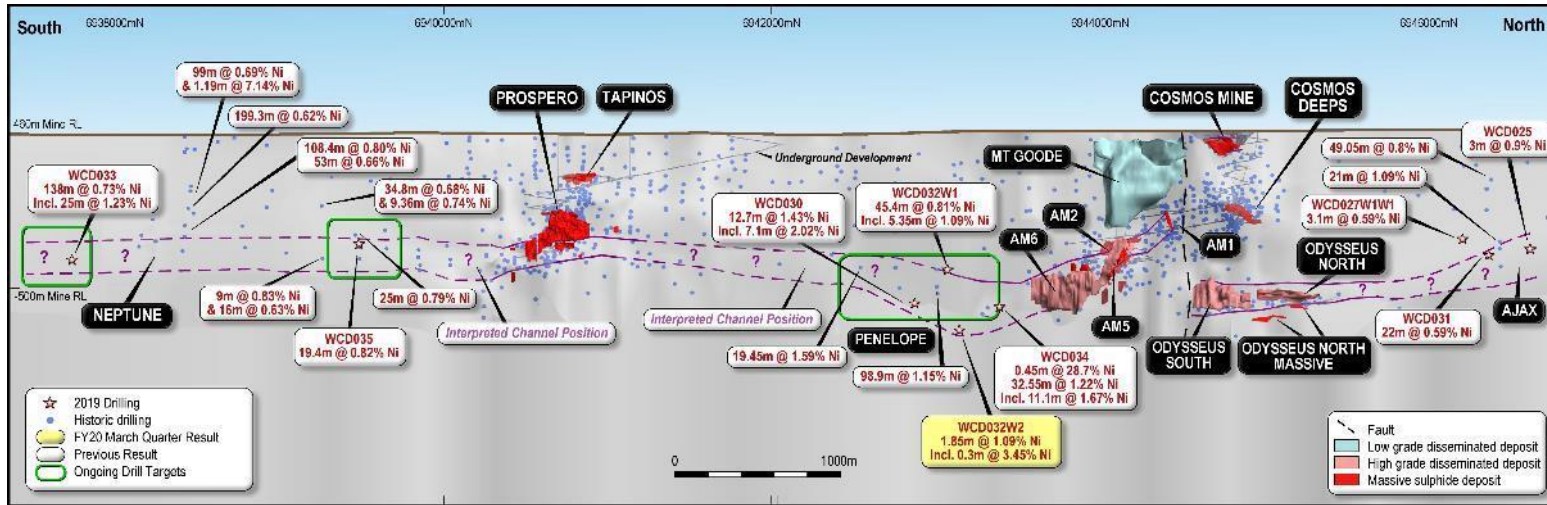 South
6938000mN
6940000mN
6942000mN
6944000mN
6946000mN
North
99m @ 0.69% Ni
& 1.19m @ 7.14% Ni
199.3m @ 0.62% Ni
108.4m @ 0.80% Ni
53m @ 0.66% Ni
34.8m @ 0.68% Ni
& 9.36m @ 0.74% Ni
PROSPERO
TAPINOS
Underground Development
COSMOS MINE
COSMOS
DEEPS
MT GOODE
WCD025
3m @ 0.9% Ni
49.05m @ 0.8% Ni
21m @ 1.09% Ni
WCD027W1W1
3.1m @ 0.59% Ni
460m Mine RL
WCD033
138m @ 0.73% Ni
Incl. 25m @ 1.23% Ni
WCD030
12.7m @ 1.43% Ni
Incl. 7.1m @ 2.02% Ni
WCD032W1
45.4m @ 0.81% Ni
Incl. 5.35m @ 1.09% Ni
AM2
AM6
AM1
ODYSSEUS
NORTH
? ? ? ? ? ? ? ? ?
-500m Mine RL
NEPTUNE
9m @ 0.83% Ni
& 16m @ 0.63% Ni
25m @ 0.79% Ni
WCD035
19.4m @ 0.82% Ni
Interpreted Channel Position
Interpreted Channel Position
19.45m @ 1.59% Ni
PENELOPE
98.9m @ 1.15% Ni
AM5
WCD034
0.45m @ 28.7% Ni
32.55m @ 1.22% Ni
Incl. 11.1m @ 1.67% Ni
ODYSSEUS
SOUTH
ODYSSEUS NORTH
MASSIVE
WCD031
22m @ 0.59% Ni
AJAX
WCD032W2
1.85m @ 1.09% Ni
Incl. 0.3m @ 3.45% Ni
2019 Drilling
Historic drilling
FY20 March Quarter Result
Previous Result
Ongoing Drill Targets
0 1000m
Fault
Low grade disseminated deposit
High grade disseminated deposit
Massive sulphide deposit